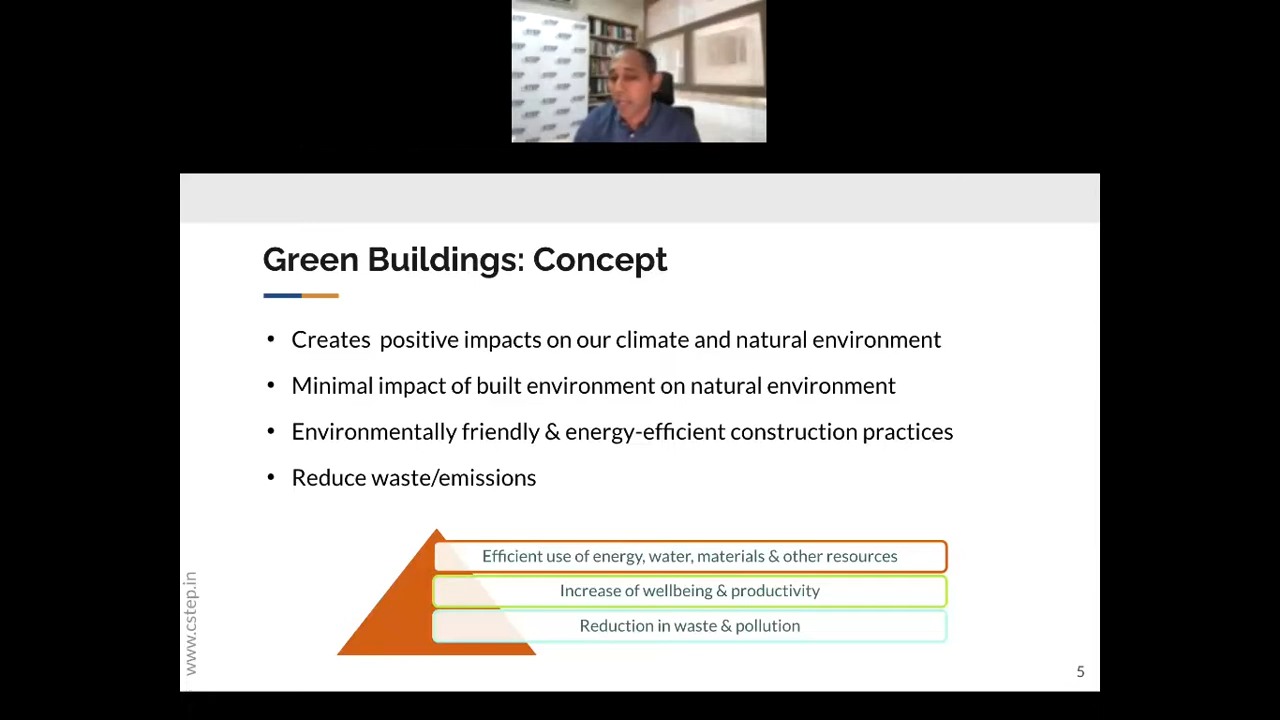 Green Buildings: Concept
• Creates positive impacts on our climate and natural environment
• Minimal impact of built environment on natural environment
• Environmentally friendly & energy-efficient construction practices
• Reduce waste/emissions
Efficient use of energy, water, materials & other resources
Increase of wellbeing & productivity
Reduction in waste & pollution
www.cstep.in
5